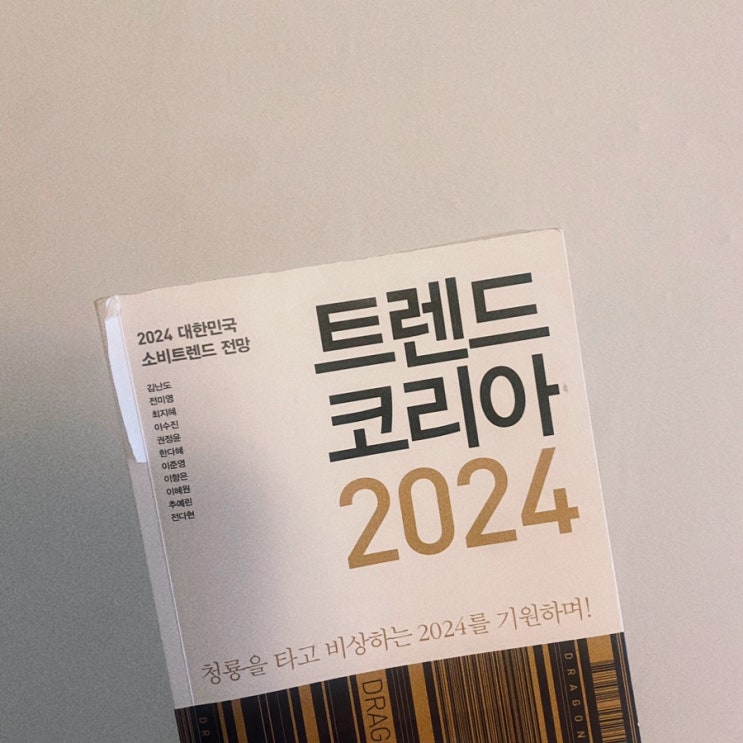 2024 대한민국
소비트렌드 전망
김난도
전미영
최지혜
이수진
권정윤
한다혜
이준영
이향은
이혜원
추예린
전다현
트렌드
코리아
2024
청룡을 타고 비상하는 2024를 기원하며!
DRAG
DRAGON
DR